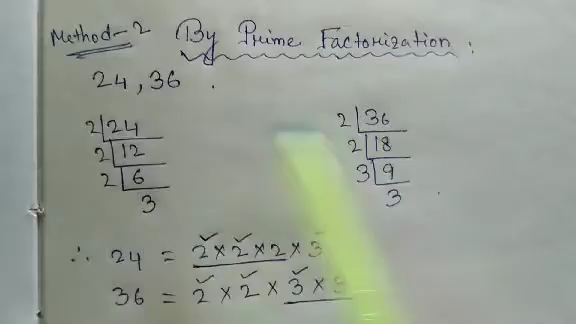 Method-2 By Prime Factorization :
24, 36 .
2 24 2 36
2 12 2 18
2 6 3 9
3 3
∴ 24 = 2 × 2 × 2 × 3
36 = 2 × 2 × 3 ×